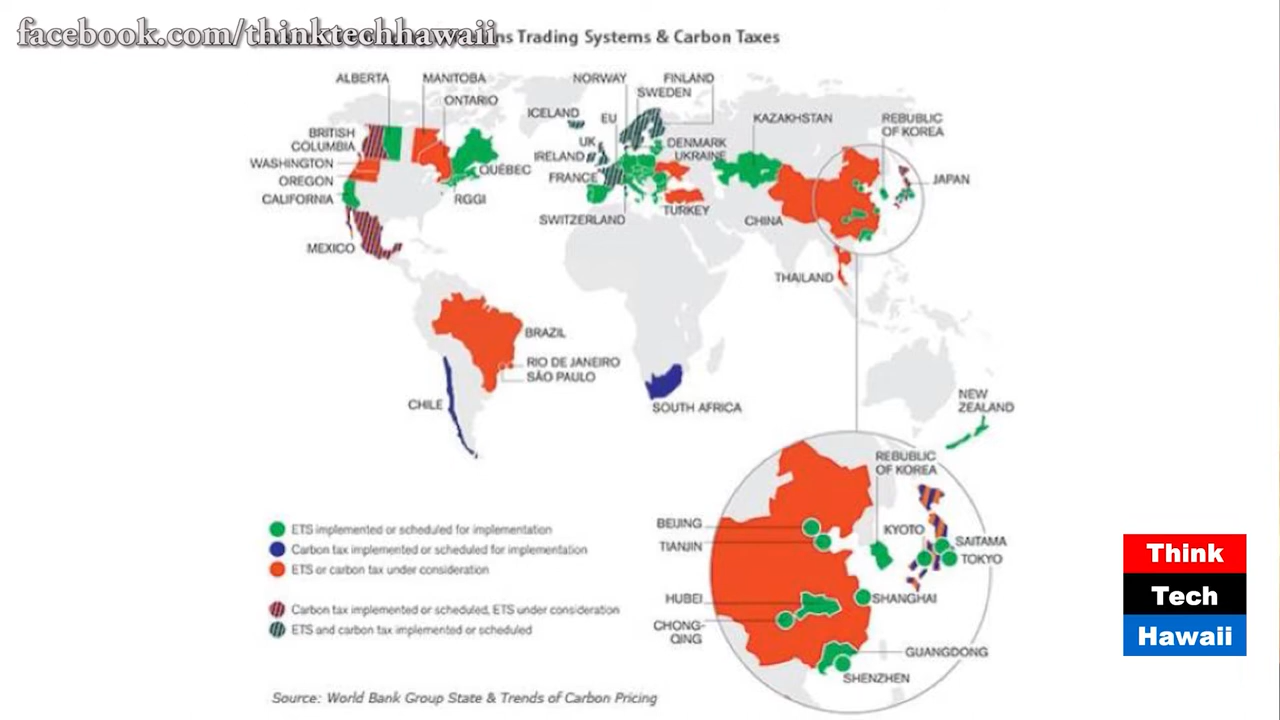 facebook.com/thinktechhawaii
Trading Systems & Carbon Taxes
ALBERTA
MANITOBA
ONTARIO
BRITISH
COLUMBIA
WASHINGTON
OREGON
CALIFORNIA
QUÉBEC
RGGI
MEXICO
NORWAY
FINLAND
SWEDEN
ICELAND
EU
UK
IRELAND
FRANCE
DENMARK
UKRAINE
SWITZERLAND
TURKEY
KAZAKHSTAN
REPUBLIC
OF KOREA
JAPAN
CHINA
THAILAND
BRAZIL
RIO DE JANEIRO
SÃO PAULO
CHILE
SOUTH AFRICA
NEW
ZEALAND
REPUBLIC
OF KOREA
BEIJING
TIANJIN
KYOTO
SAITAMA
TOKYO
HUBEI
SHANGHAI
CHONG-
QING
GUANGDONG
SHENZHEN
ETS implemented or scheduled for implementation
Carbon tax implemented or scheduled for implementation
ETS or carbon tax under consideration
Carbon tax implemented or scheduled, ETS under consideration
ETS and carbon tax implemented or scheduled
Source: World Bank Group State & Trends of Carbon Pricing
Think
Tech
Hawaii